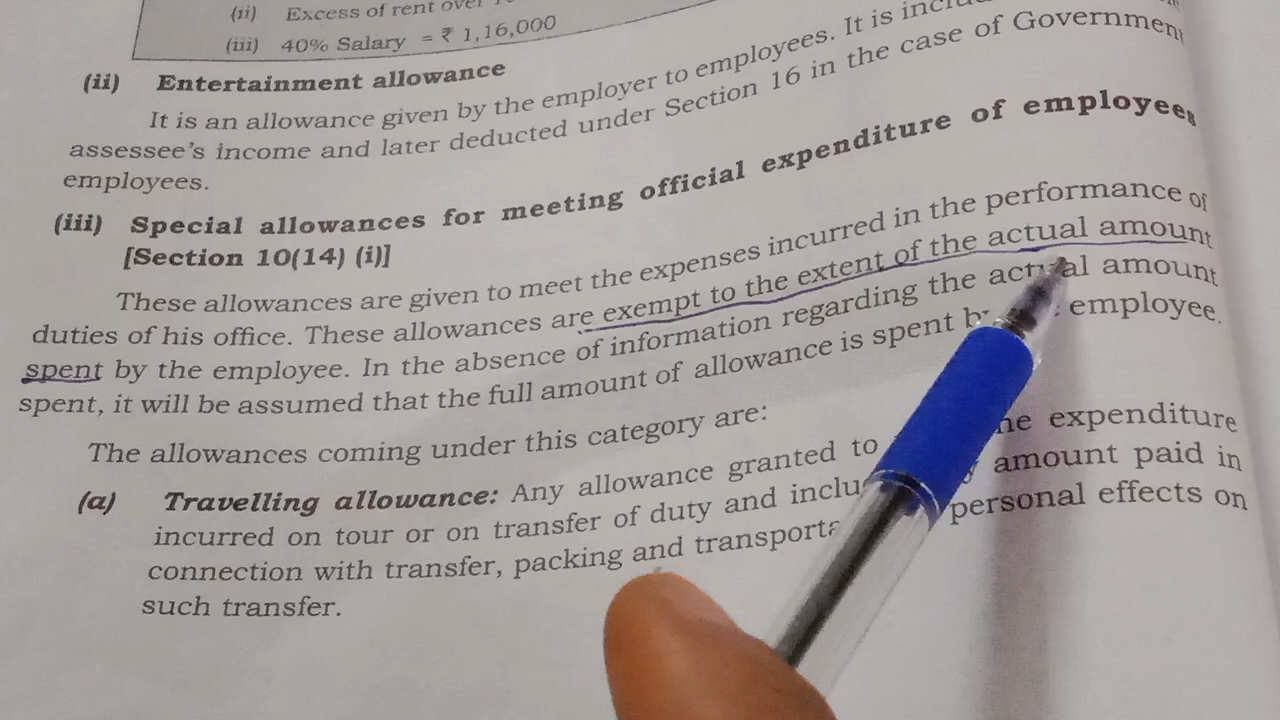 (ii) Excess of rent over
(iii) 40% Salary = ₹ 1,16,000
(ii) Entertainment allowance
It is an allowance given by the employer to employees. It is
assessee's income and later deducted under Section 16 in the case of Government
employees.
(iii) Special allowances for meeting official expenditure of employees
[Section 10(14) (i)]
These allowances are given to meet the expenses incurred in the performance of
duties of his office. These allowances are exempt to the extent of the actual amount
spent by the employee. In the absence of information regarding the actual amount
spent, it will be assumed that the full amount of allowance is spent employee.
The allowances coming under this category are:
(a) Travelling allowance: Any allowance granted to expenditure
incurred on tour or on transfer of duty and amount paid in
connection with transfer, packing and personal effects on
such transfer.